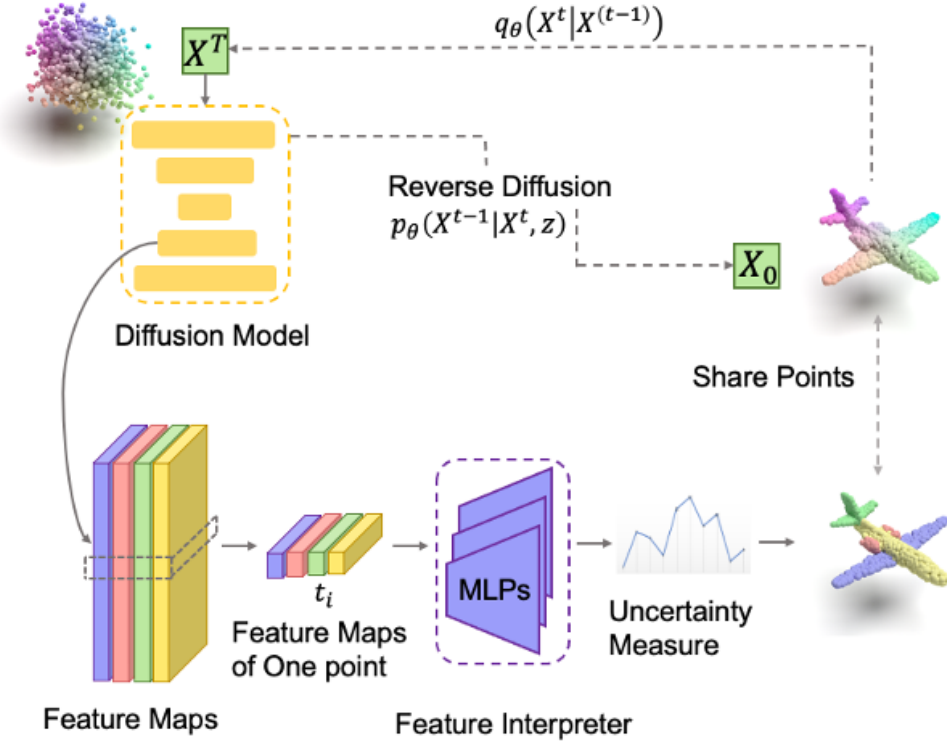 q_θ(X^t|X^(t−1))
X^T
Reverse Diffusion
p_θ(X^{t−1}|X^t, z)
X_0
Diffusion Model
Share Points
MLPs
t_i
Feature Maps
of One point
Uncertainty
Measure
Feature Maps
Feature Interpreter